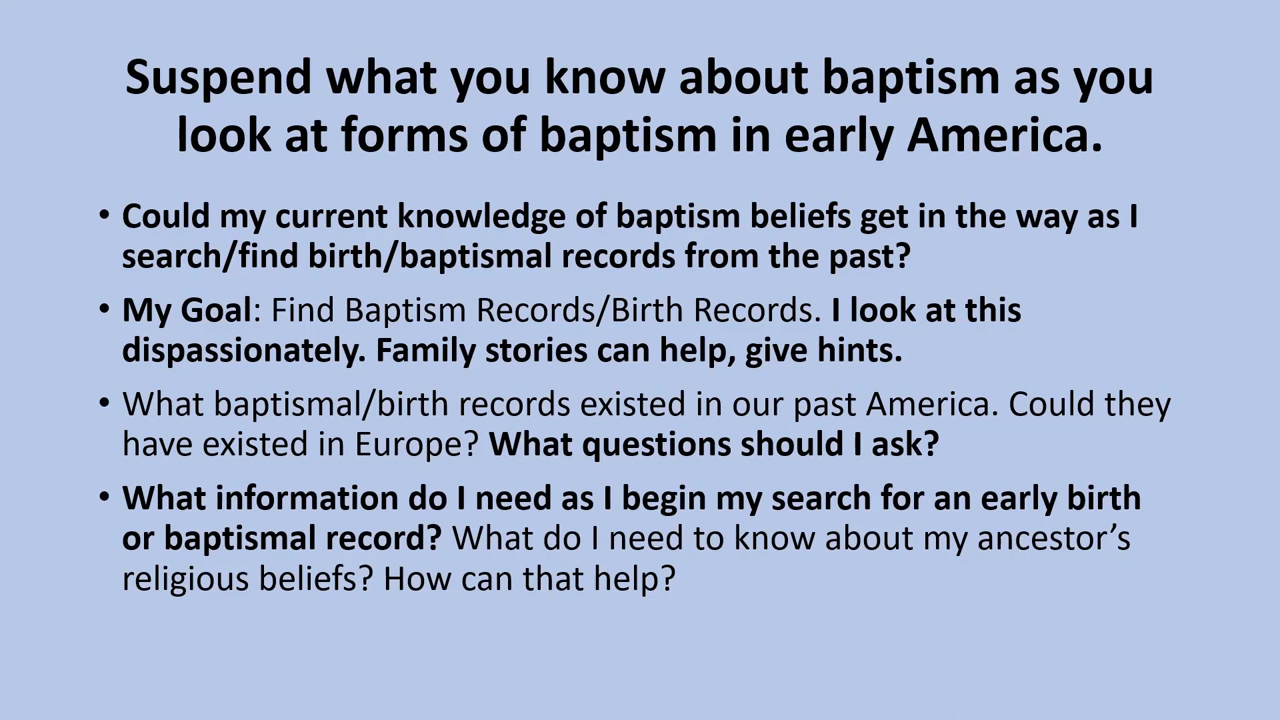 Suspend what you know about baptism as you
look at forms of baptism in early America.
• Could my current knowledge of baptism beliefs get in the way as I
search/find birth/baptismal records from the past?
• My Goal: Find Baptism Records/Birth Records. I look at this
dispassionately. Family stories can help, give hints.
• What baptismal/birth records existed in our past America. Could they
have existed in Europe? What questions should I ask?
• What information do I need as I begin my search for an early birth
or baptismal record? What do I need to know about my ancestor’s
religious beliefs? How can that help?